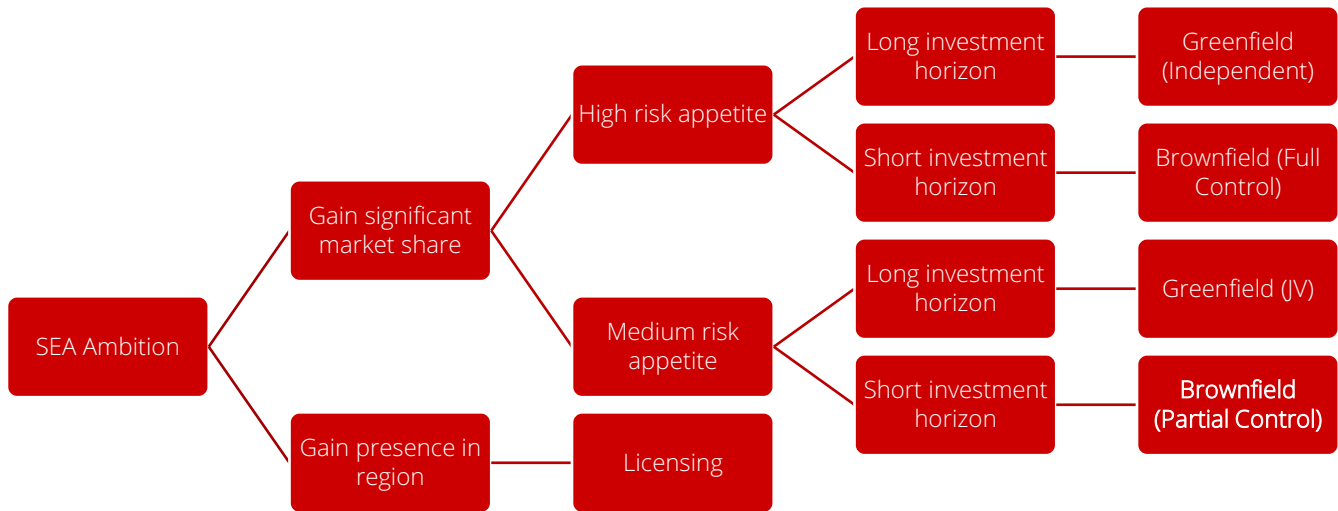 SEA Ambition
Gain significant
market share
Gain presence in
region
High risk appetite
Medium risk
appetite
Licensing
Long investment
horizon
Short investment
horizon
Long investment
horizon
Short investment
horizon
Greenfield
(Independent)
Brownfield (Full
Control)
Greenfield (JV)
Brownfield
(Partial Control)